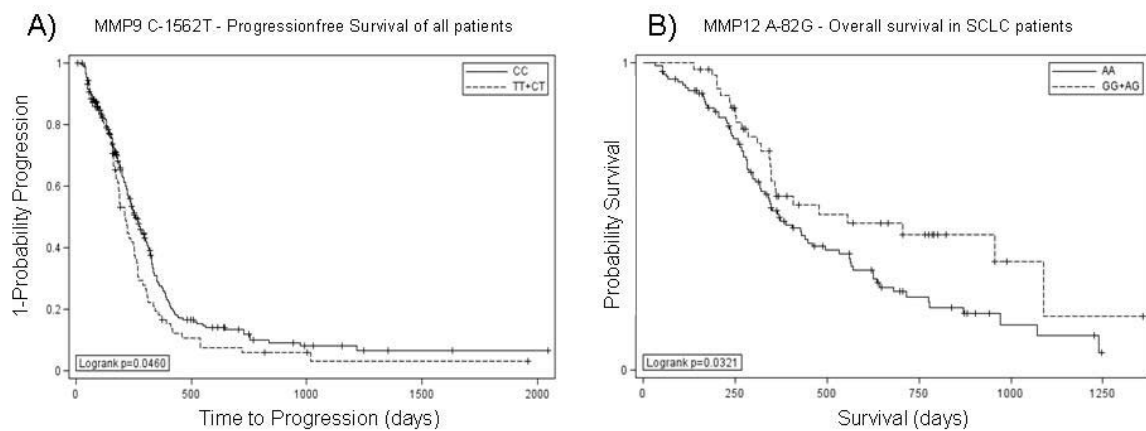 A)
MMP9 C-1562T - Progressionfree Survival of all patients
1-Probability Progression
1
0.8
0.6
0.4
0.2
0
CC
TT+CT
Logrank p=0.0460
0
500
1000
1500
2000
Time to Progression (days)
B)
MMP12 A-82G - Overall survival in SCLC patients
Probability Survival
1
0
AA
GG+AG
Logrank p=0.0321
0
250
500
750
1000
1250
Survival (days)